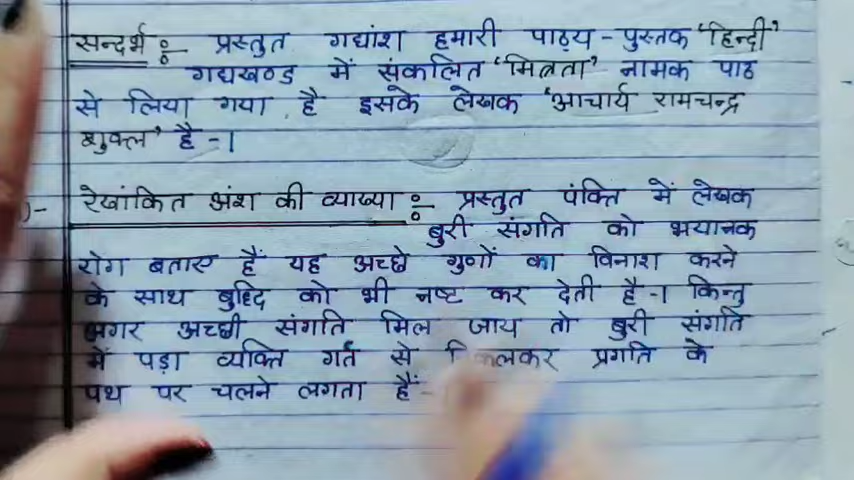 सन्दर्भ :- प्रस्तुत गद्यांश हमारी पाठ्य-पुस्तक 'हिन्दी'
गद्यखण्ड में संकलित 'मित्रता' नामक पाठ
से लिया गया है इसके लेखक 'आचार्य रामचन्द्र
शुक्ल' है -।
)- रेखांकित अंश की व्याख्या :- प्रस्तुत पंक्ति में लेखक
बुरी संगति को भयानक
रोग बताए हैं यह अच्छे गुणों का विनाश करने
के साथ बुद्दि को भी नष्ट कर देती है -। किन्तु
अगर अच्छी संगति मिल जाय तो बुरी संगति
में पड़ा व्यक्ति गर्त से निकलकर प्रगति के
पथ पर चलने लगता हैं -